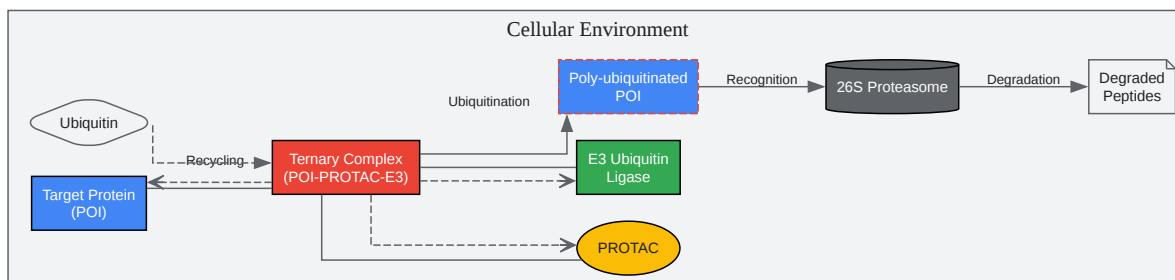 Cellular Environment
Poly-ubiquitinated
POI
Recognition
26S Proteasome
Degradation
Degraded
Peptides
Ubiquitination
Ubiquitin
Recycling
Ternary Complex
(POI-PROTAC-E3)
E3 Ubiquitin
Ligase
Target Protein
(POI)
PROTAC